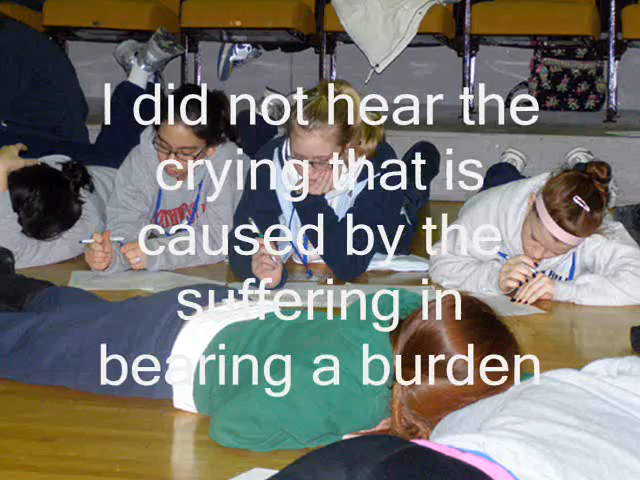 I did not hear the
crying that is
caused by the
suffering in
bearing a burden